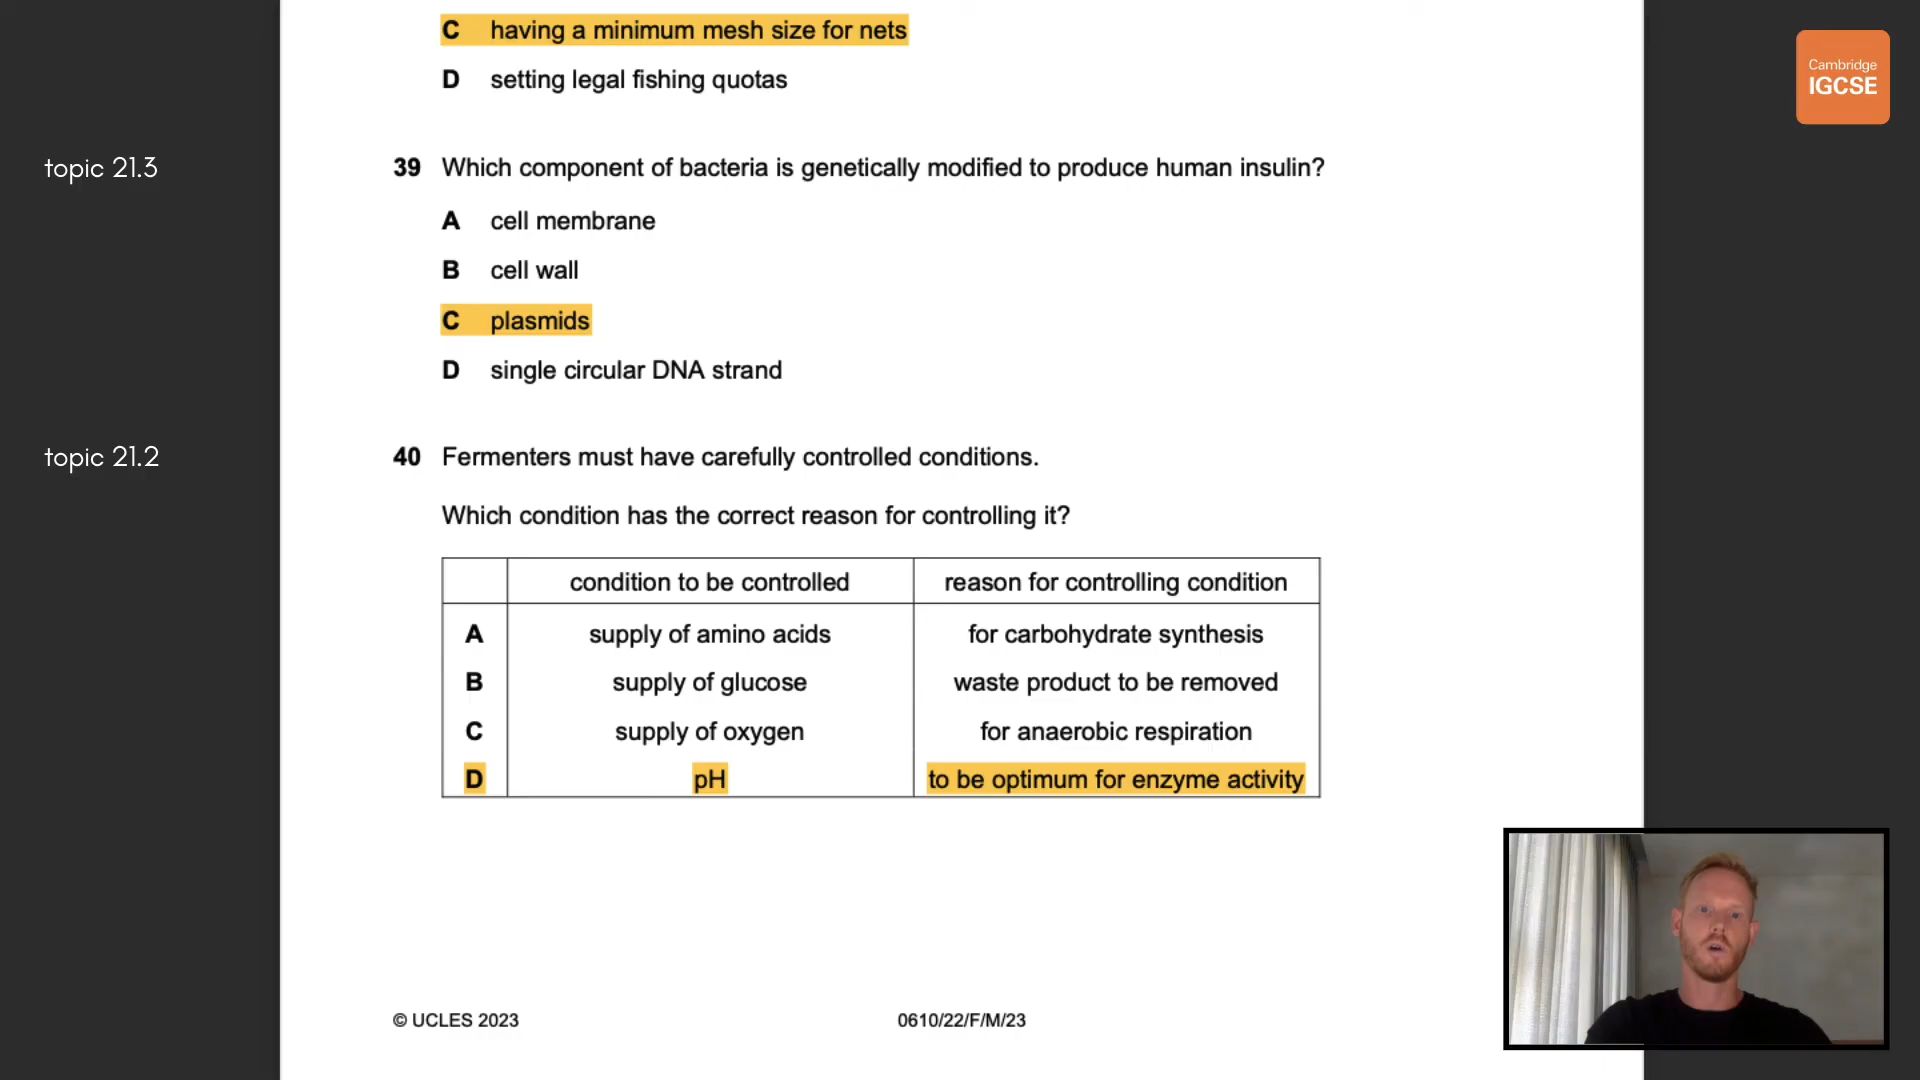 C having a minimum mesh size for nets
D setting legal fishing quotas
Cambridge
IGCSE
topic 21.3
39 Which component of bacteria is genetically modified to produce human insulin?
A cell membrane
B cell wall
C plasmids
D single circular DNA strand
topic 21.2
40 Fermenters must have carefully controlled conditions.
Which condition has the correct reason for controlling it?
condition to be controlled reason for controlling condition
A supply of amino acids for carbohydrate synthesis
B supply of glucose waste product to be removed
C supply of oxygen for anaerobic respiration
D pH to be optimum for enzyme activity
© UCLES 2023 0610/22/F/M/23